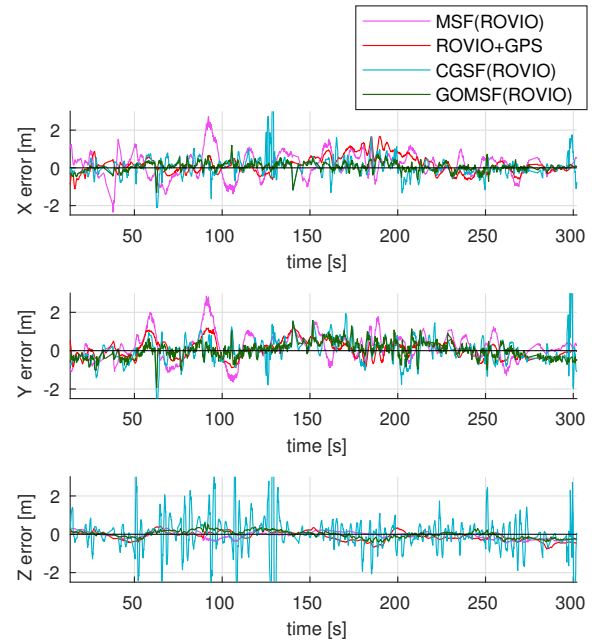 MSF(ROVIO)
ROVIO+GPS
CGSF(ROVIO)
GOMSF(ROVIO)
X error [m]
2
0
-2
50 100 150 200 250 300
time [s]
Y error [m]
2
0
-2
50 100 150 200 250 300
time [s]
Z error [m]
2
0
-2
50 100 150 200 250 300
time [s]